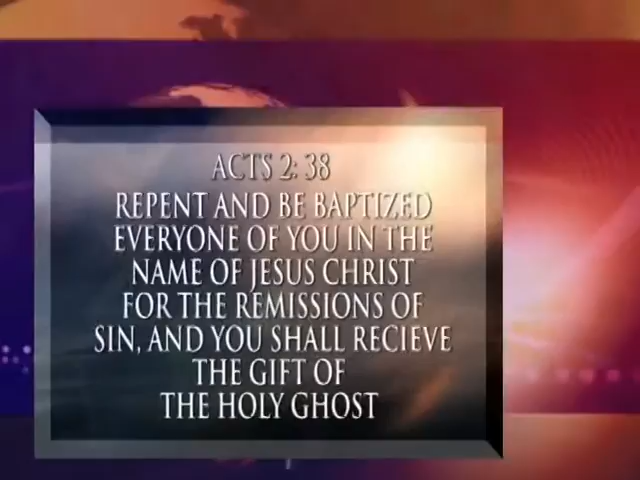 ACTS 2: 38
REPENT AND BE BAPTIZED
EVERYONE OF YOU IN THE
NAME OF JESUS CHRIST
FOR THE REMISSIONS OF
SIN, AND YOU SHALL RECIEVE
THE GIFT OF
THE HOLY GHOST